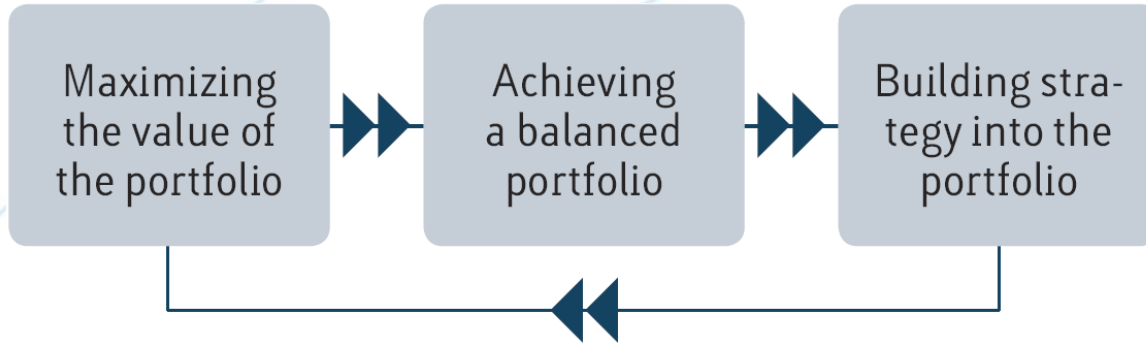 Maximizing
the value of
the portfolio
Achieving
a balanced
portfolio
Building stra-
tegy into the
portfolio